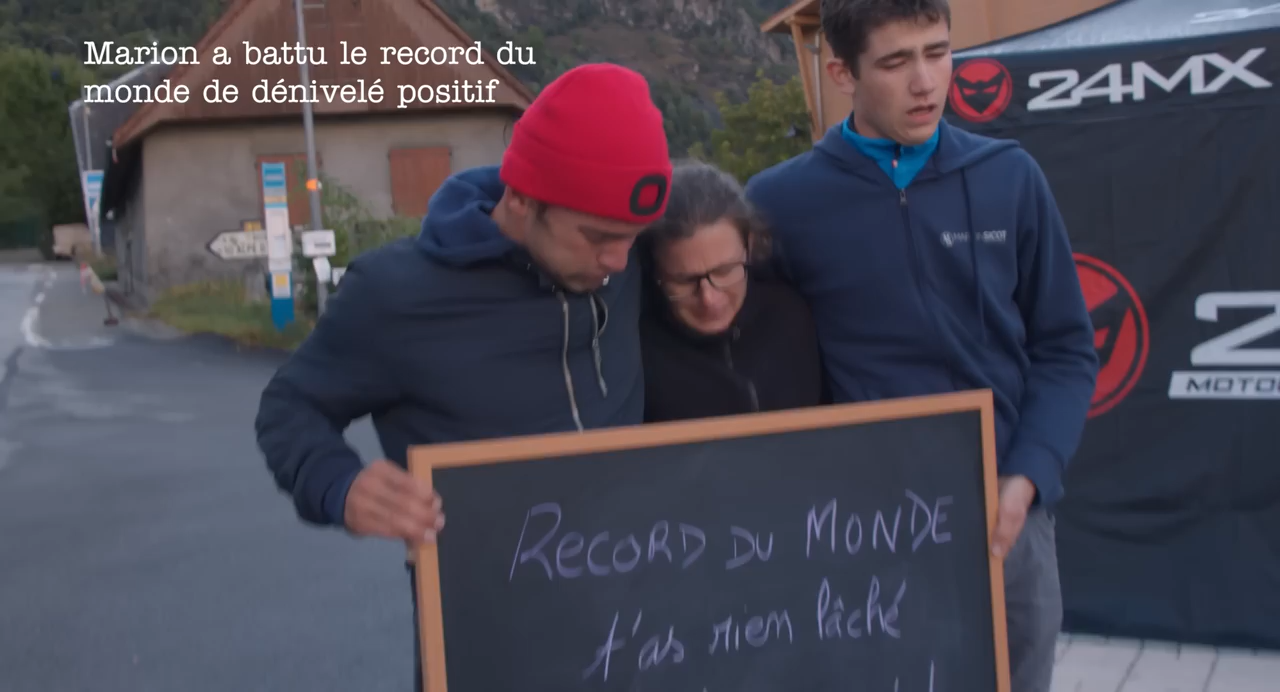 Marion a battu le record du
monde de dénivelé positif
24MX
RECORD DU MONDE
t'as rien lâché